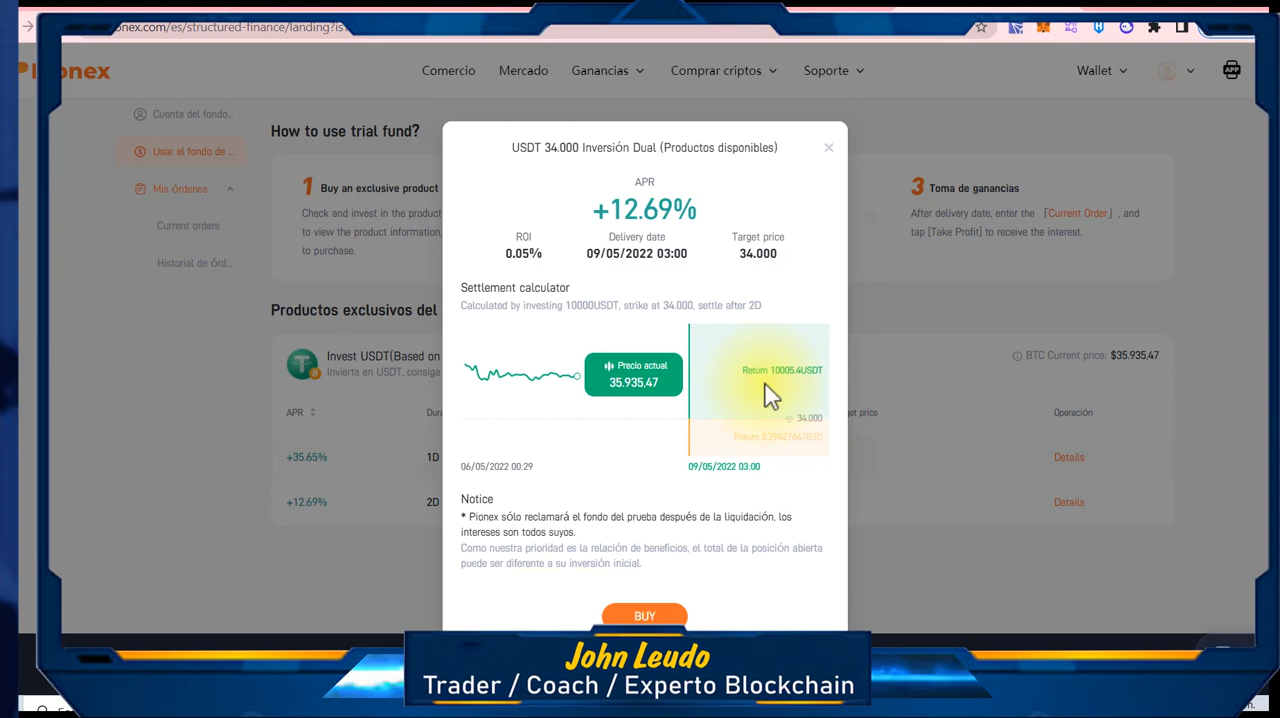 onex.com/es/structured-finance/landing?is
Pionex
Comercio Mercado Ganancias Comprar criptos Soporte Wallet
APP
Cuenta del fondo...
Usar el fondo de ...
Mis órdenes
Current orders
Historial de órd...
How to use trial fund?
1 Buy an exclusive product
Check and invest in the product
to view the product information,
to purchase.
3 Toma de ganancias
After delivery date, enter the 「Current Order」, and
tap [Take Profit] to receive the interest.
Productos exclusivos del
Invest USDT(Based on
Invierta en USDT, consiga
BTC Current price: $35.935,47
APR Dura get price Operación
+35.65% 1D Details
+12.69% 2D Details
USDT 34.000 Inversión Dual (Productos disponibles)
APR
+12.69%
ROI Delivery date Target price
0.05% 09/05/2022 03:00 34.000
Settlement calculator
Calculated by investing 10000USDT, strike at 34.000, settle after 2D
Precio actual
35.935,47
Return 10005.4USDT
34.000
Return 0.29427647BTC
06/05/2022 00:29 09/05/2022 03:00
Notice
* Pionex sólo reclamará el fondo del prueba después de la liquidación, los
intereses son todos suyos.
Como nuestra prioridad es la relación de beneficios, el total de la posición abierta
puede ser diferente a su inversión inicial.
BUY
John Leudo
Trader / Coach / Experto Blockchain